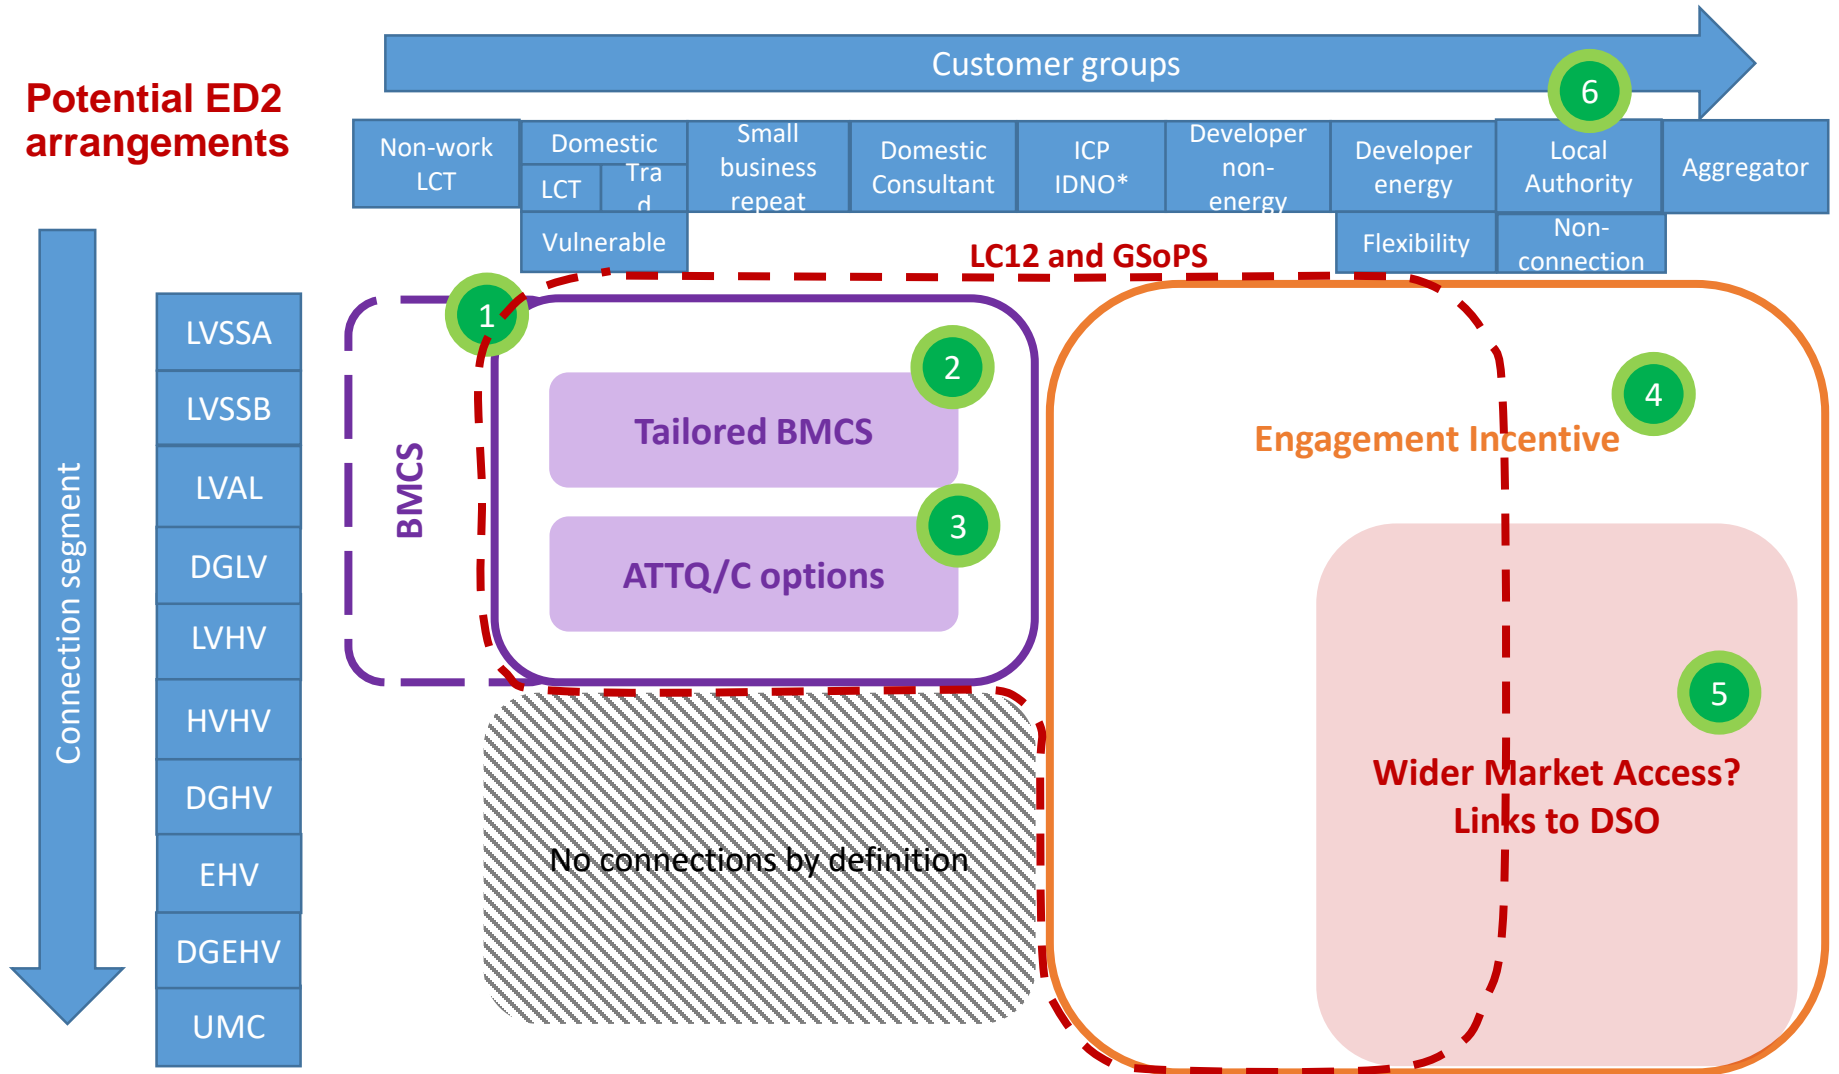 Potential ED2
arrangements
Customer groups
6
Non-work
LCT
Domestic
LCT
Tra
d
Vulnerable
Small
business
repeat
Domestic
Consultant
ICP
IDNO*
Developer
non-
energy
Developer
energy
Flexibility
Local
Authority
Non-
connection
Aggregator
LC12 and GSoPS
Connection segment
LVSSA
LVSSB
LVAL
DGLV
LVHV
HVHV
DGHV
EHV
DGEHV
UMC
BMCS
1
2
Tailored BMCS
3
ATTQ/C options
4
Engagement Incentive
5
Wider Market Access?
Links to DSO
No connections by definition